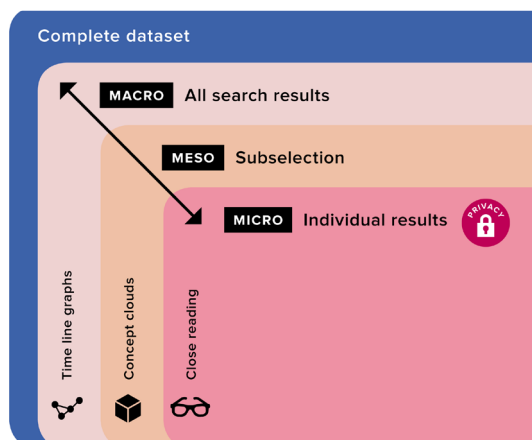 Complete dataset
MACRO All search results
MESO Subselection
MICRO Individual results
PRIVACY
Time line graphs
Concept clouds
Close reading